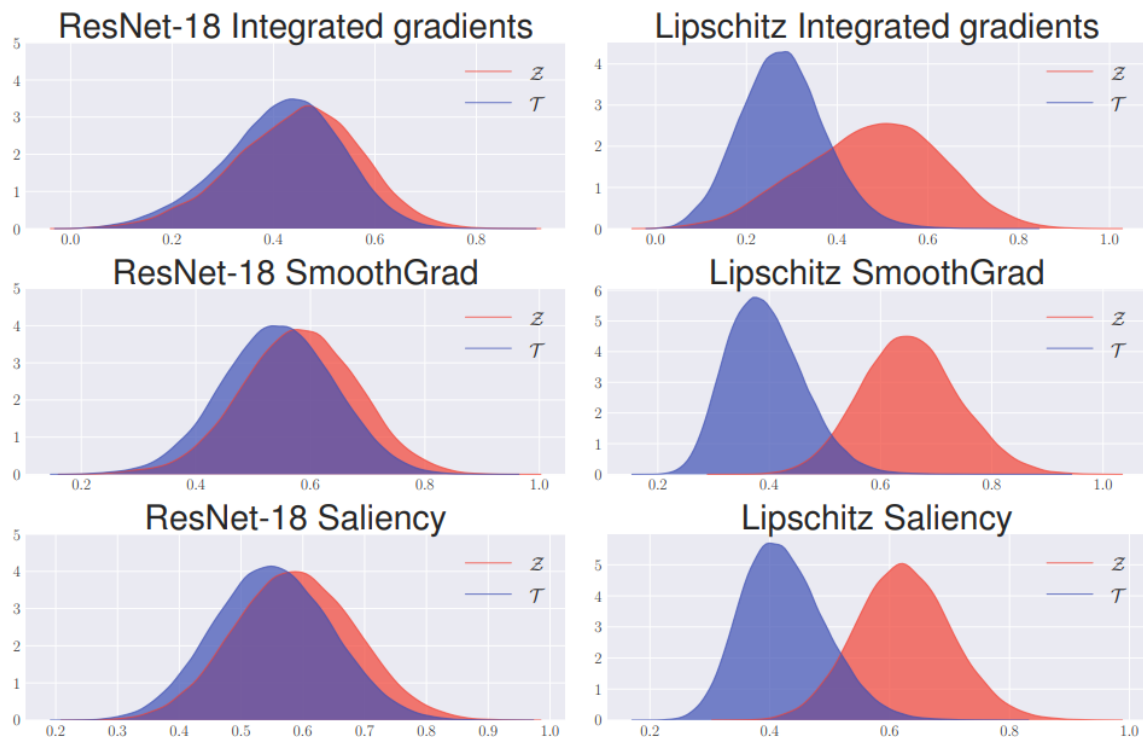 ResNet-18 Integrated gradients
5
4
3
2
1
0
0.0 0.2 0.4 0.6 0.8
𝒵
𝒯
Lipschitz Integrated gradients
4
3
2
1
0
0.0 0.2 0.4 0.6 0.8 1.0
𝒵
𝒯
ResNet-18 SmoothGrad
5
4
3
2
1
0
0.2 0.4 0.6 0.8 1.0
𝒵
𝒯
Lipschitz SmoothGrad
6
5
4
3
2
1
0
0.2 0.4 0.6 0.8 1.0
𝒵
𝒯
ResNet-18 Saliency
5
4
3
2
1
0
0.2 0.3 0.4 0.5 0.6 0.7 0.8 0.9 1.0
𝒵
𝒯
Lipschitz Saliency
5
4
3
2
1
0
0.2 0.4 0.6 0.8 1.0
𝒵
𝒯